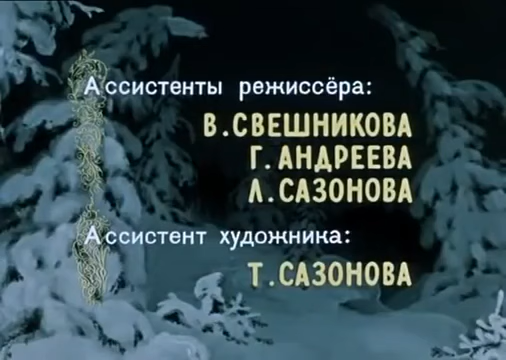 Ассистенты режиссёра:
В.СВЕШНИКОВА
Г.АНДРЕЕВА
Л.САЗОНОВА
Ассистент художника:
Т.САЗОНОВА